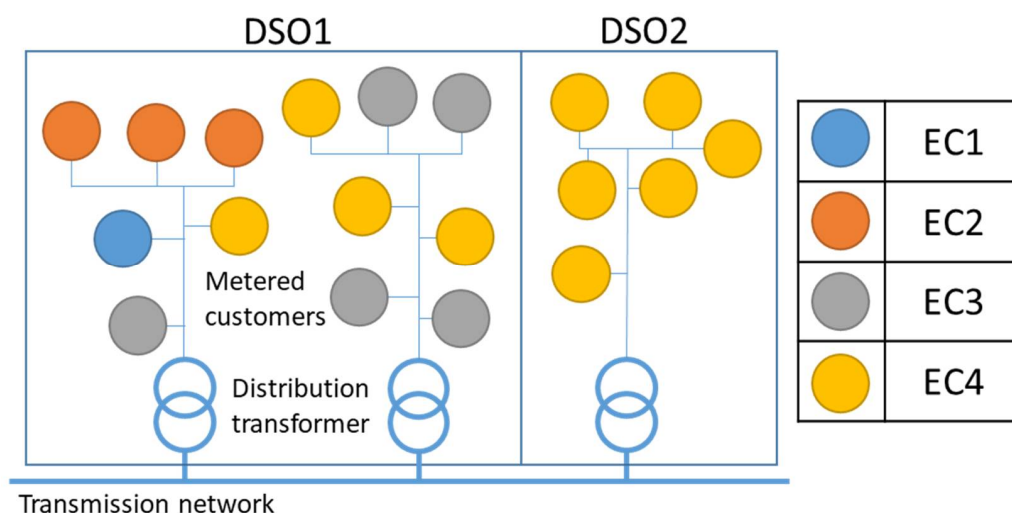 DSO1
DSO2
EC1
EC2
EC3
EC4
Metered
customers
Distribution
transformer
Transmission network